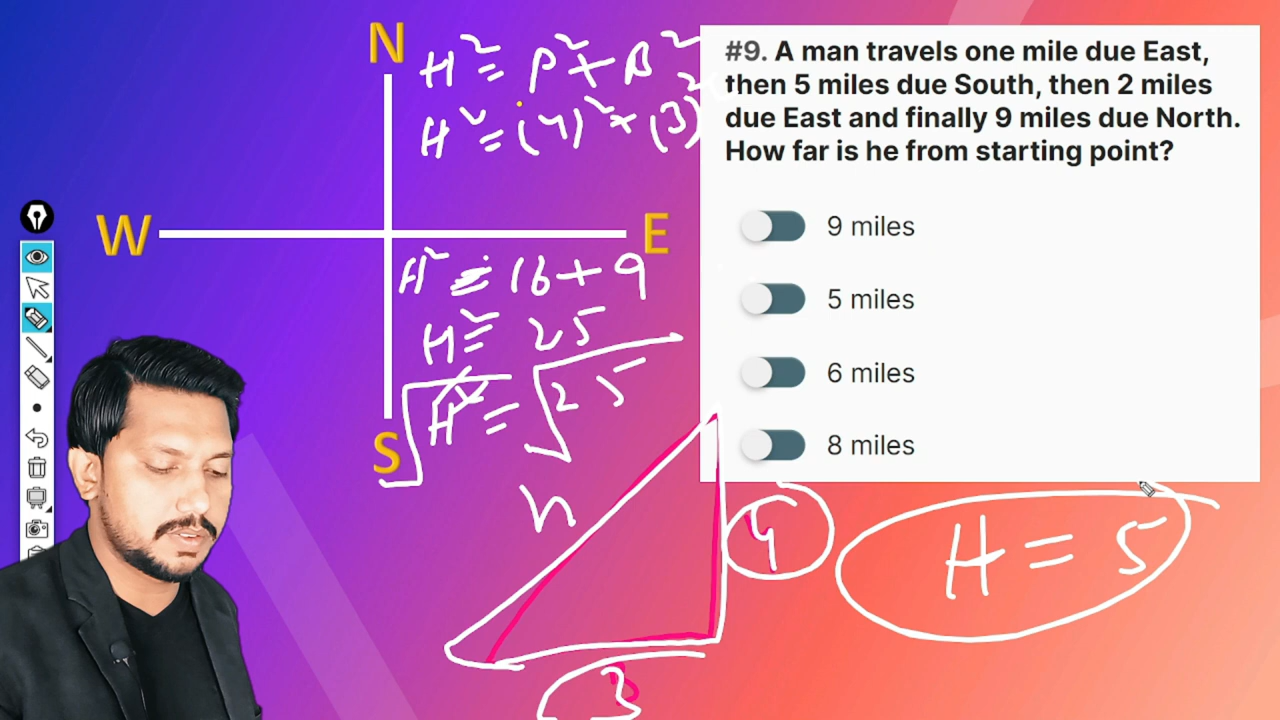 N
W
E
S
H² = P² + B²
H² = (4)² + (3)²
H² = 16 + 9
H² = 25
√H² = √25
h
4
3
H = 5
#9. A man travels one mile due East,
then 5 miles due South, then 2 miles
due East and finally 9 miles due North.
How far is he from starting point?
9 miles
5 miles
6 miles
8 miles